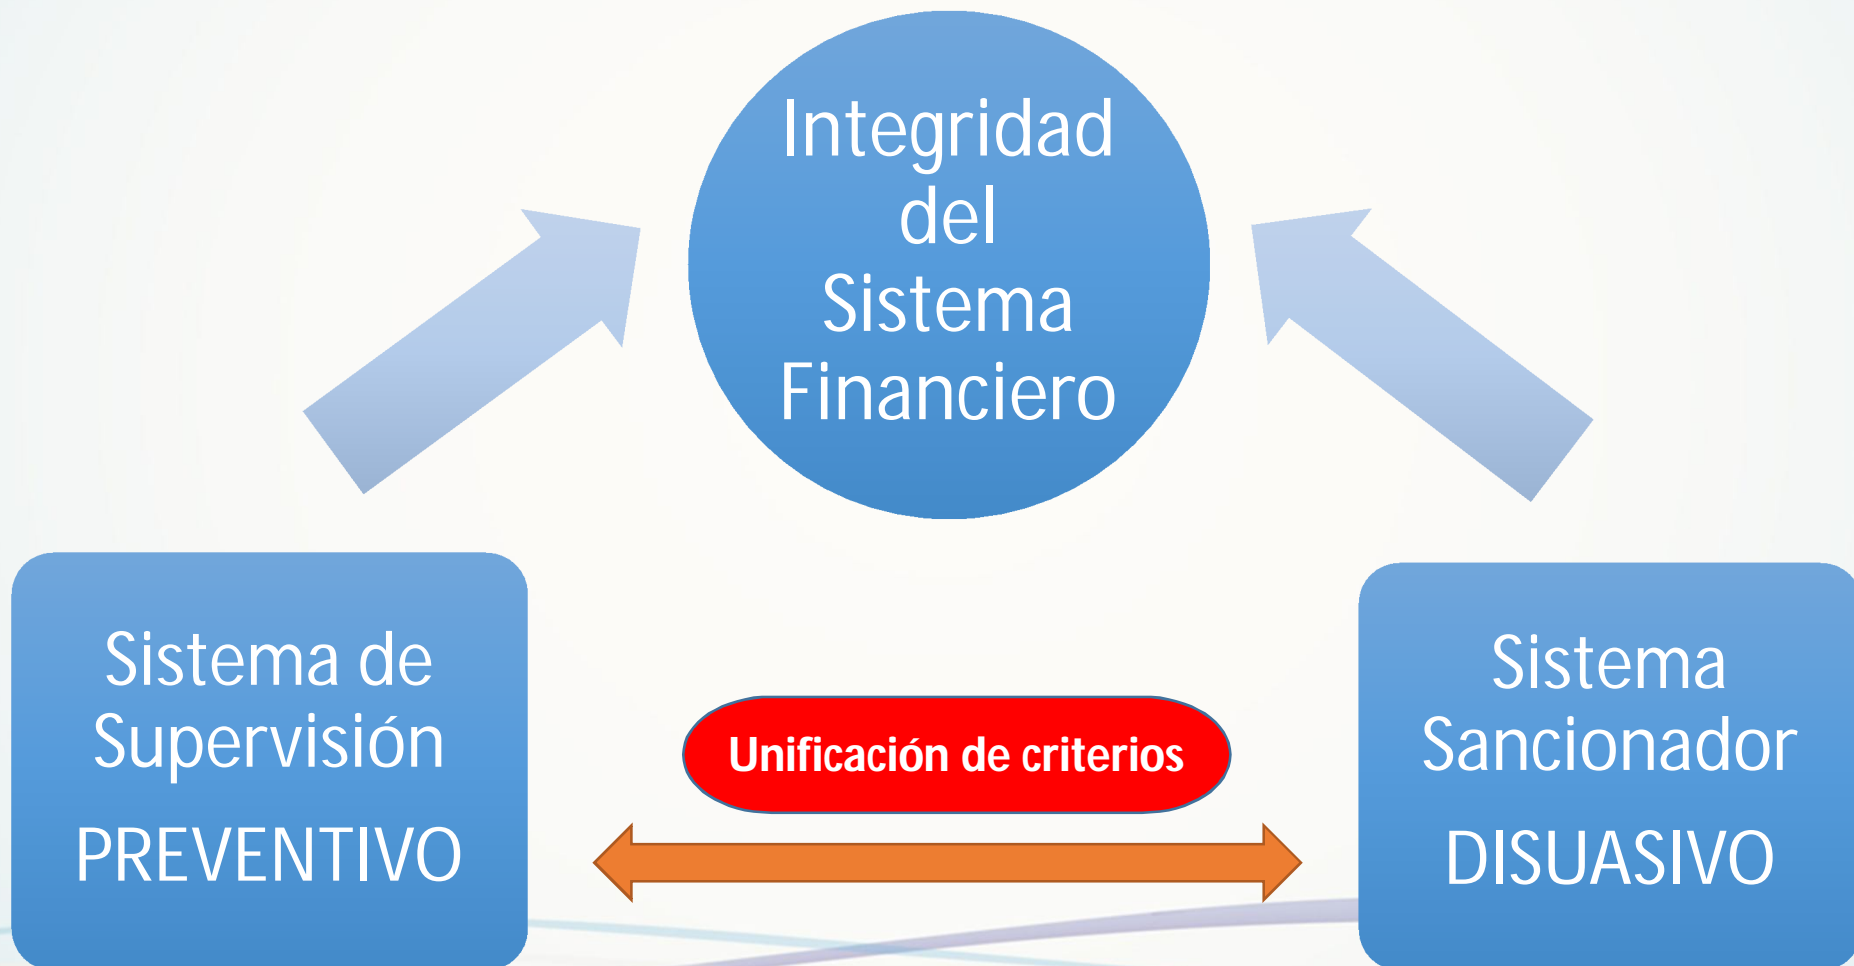 Integridad
del
Sistema
Financiero
Sistema de
Supervisión
PREVENTIVO
Unificación de criterios
Sistema
Sancionador
DISUASIVO